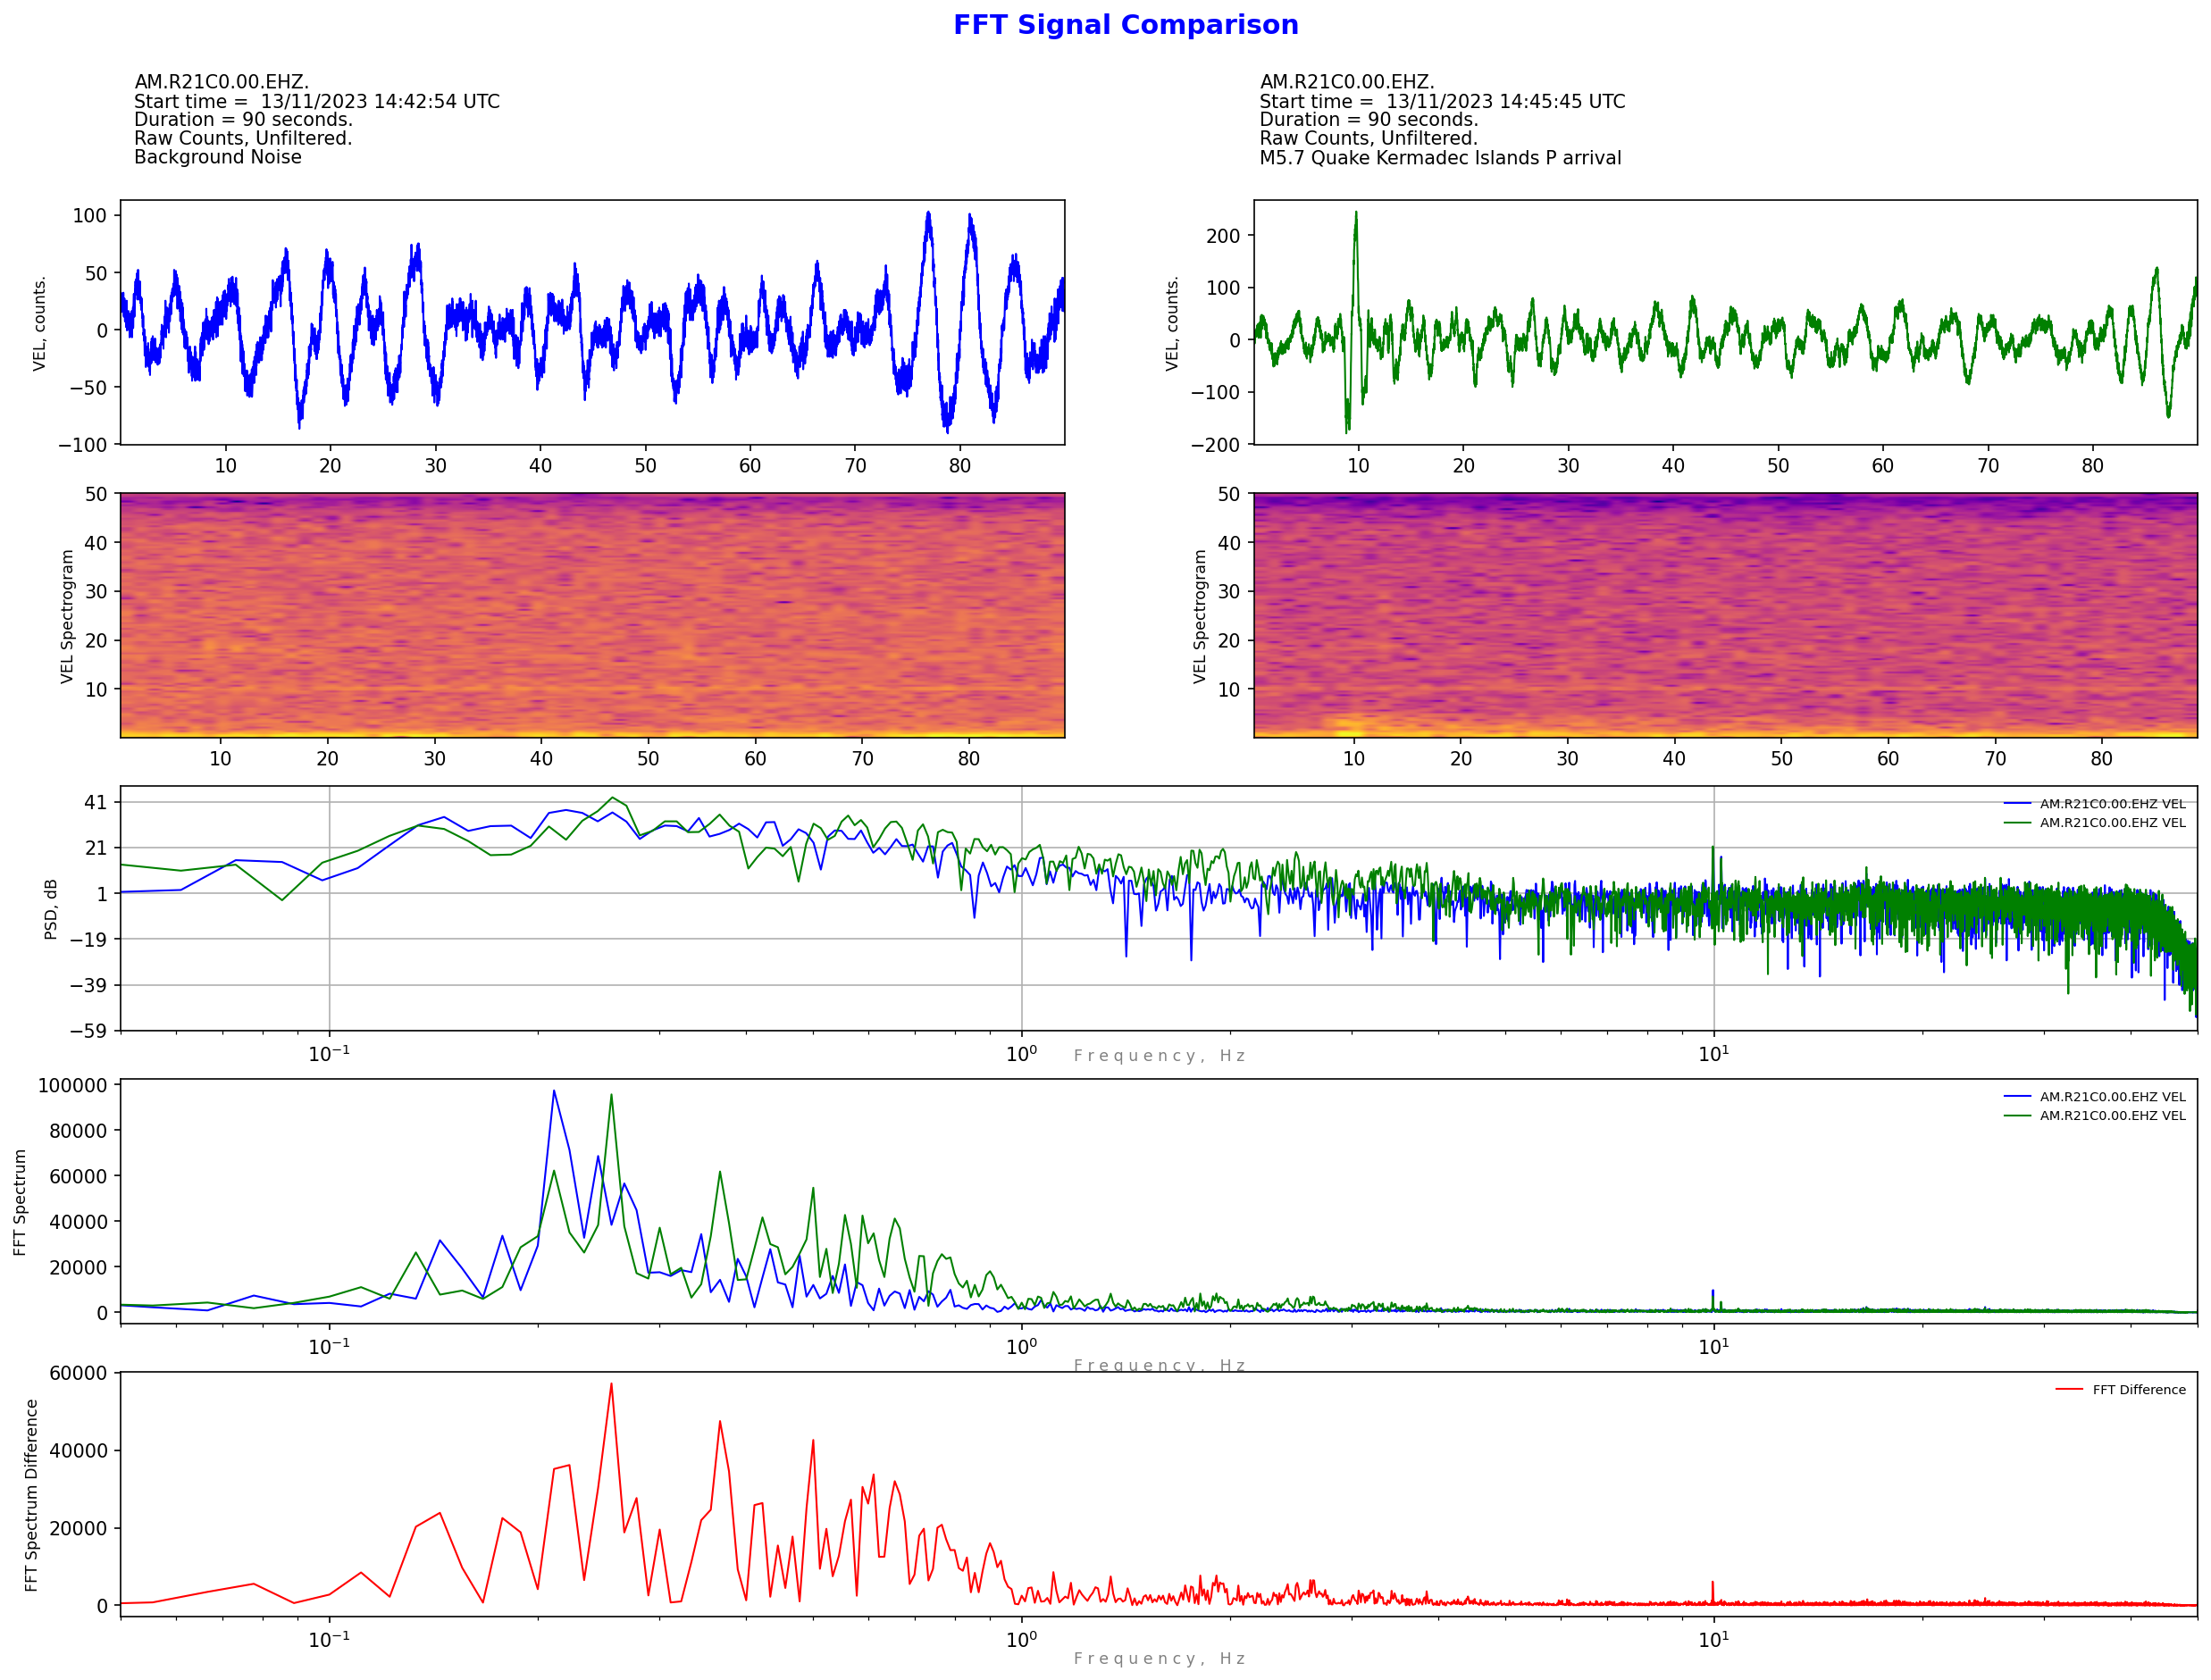 FFT Signal Comparison
AM.R21C0.00.EHZ.
Start time =  13/11/2023 14:42:54 UTC
Duration = 90 seconds.
Raw Counts, Unfiltered.
Background Noise
AM.R21C0.00.EHZ.
Start time =  13/11/2023 14:45:45 UTC
Duration = 90 seconds.
Raw Counts, Unfiltered.
M5.7 Quake Kermadec Islands P arrival
VEL, counts.
100
50
0
−50
−100
10 20 30 40 50 60 70 80
VEL, counts.
200
100
0
−100
−200
10 20 30 40 50 60 70 80
VEL Spectrogram
50
40
30
20
10
10 20 30 40 50 60 70 80
VEL Spectrogram
50
40
30
20
10
10 20 30 40 50 60 70 80
PSD, dB
41
21
1
−19
−39
−59
AM.R21C0.00.EHZ VEL
AM.R21C0.00.EHZ VEL
10⁻¹ 10⁰ 10¹
Frequency, Hz
FFT Spectrum
100000
80000
60000
40000
20000
0
AM.R21C0.00.EHZ VEL
AM.R21C0.00.EHZ VEL
10⁻¹ 10⁰ 10¹
Frequency, Hz
FFT Spectrum Difference
60000
40000
20000
0
FFT Difference
10⁻¹ 10⁰ 10¹
Frequency, Hz